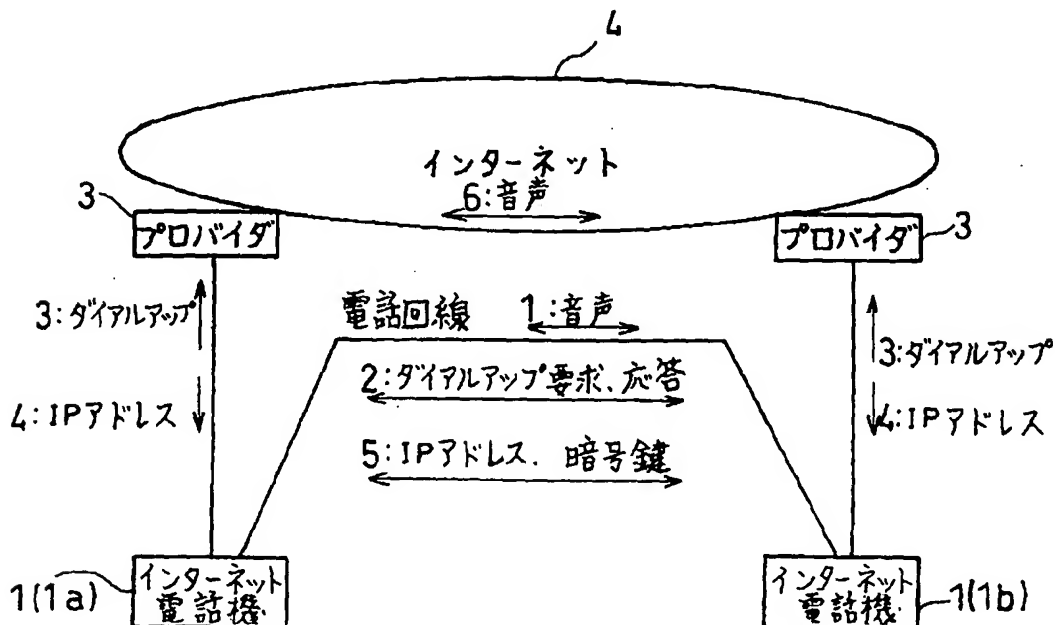 4
インターネット
6:音声
3
プロバイダ
プロバイダ
3
電話回線
1:音声
3:ダイアルアップ
2:ダイアルアップ要求、応答
3:ダイアルアップ
4:IPアドレス
4:IPアドレス
5:IPアドレス、暗号鍵
インターネット
電話機
1(1a)
インターネット
電話機
1(1b)